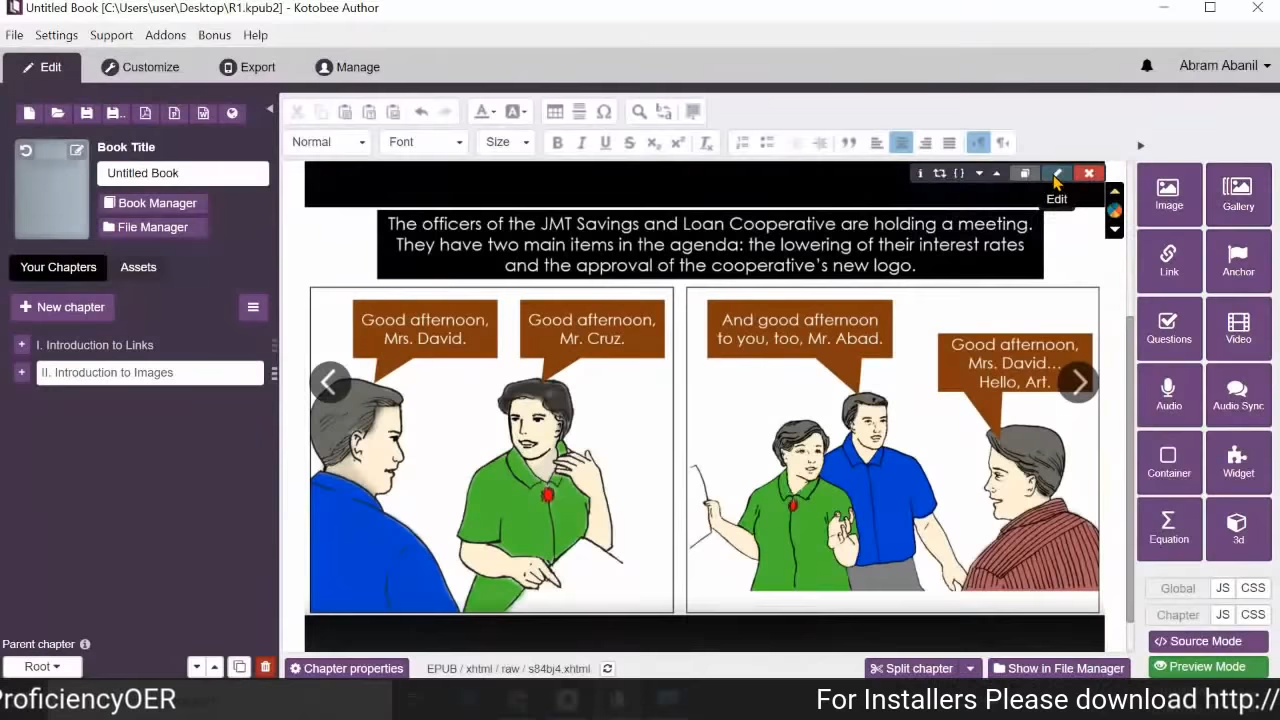 Untitled Book [C:\Users\user\Desktop\R1.kpub2] - Kotobee Author
File Settings Support Addons Bonus Help
Edit Customize Export Manage Abram Abanil
Book Title
Untitled Book
Book Manager
File Manager
Your Chapters Assets
New chapter
I. Introduction to Links
II. Introduction to Images
Parent chapter
Root
Normal Font Size
Edit
The officers of the JMT Savings and Loan Cooperative are holding a meeting.
They have two main items in the agenda: the lowering of their interest rates
and the approval of the cooperative's new logo.
Good afternoon,
Mrs. David.
Good afternoon,
Mr. Cruz.
And good afternoon
to you, too, Mr. Abad.
Good afternoon,
Mrs. David...
Hello, Art.
Chapter properties EPUB / xhtml / raw / s84bj4.xhtml Split chapter Show in File Manager
Image Gallery
Link Anchor
Questions Video
Audio Audio Sync
Container Widget
Equation 3d
Global JS CSS
Chapter JS CSS
</> Source Mode
Preview Mode
ProficiencyOER For Installers Please download http://